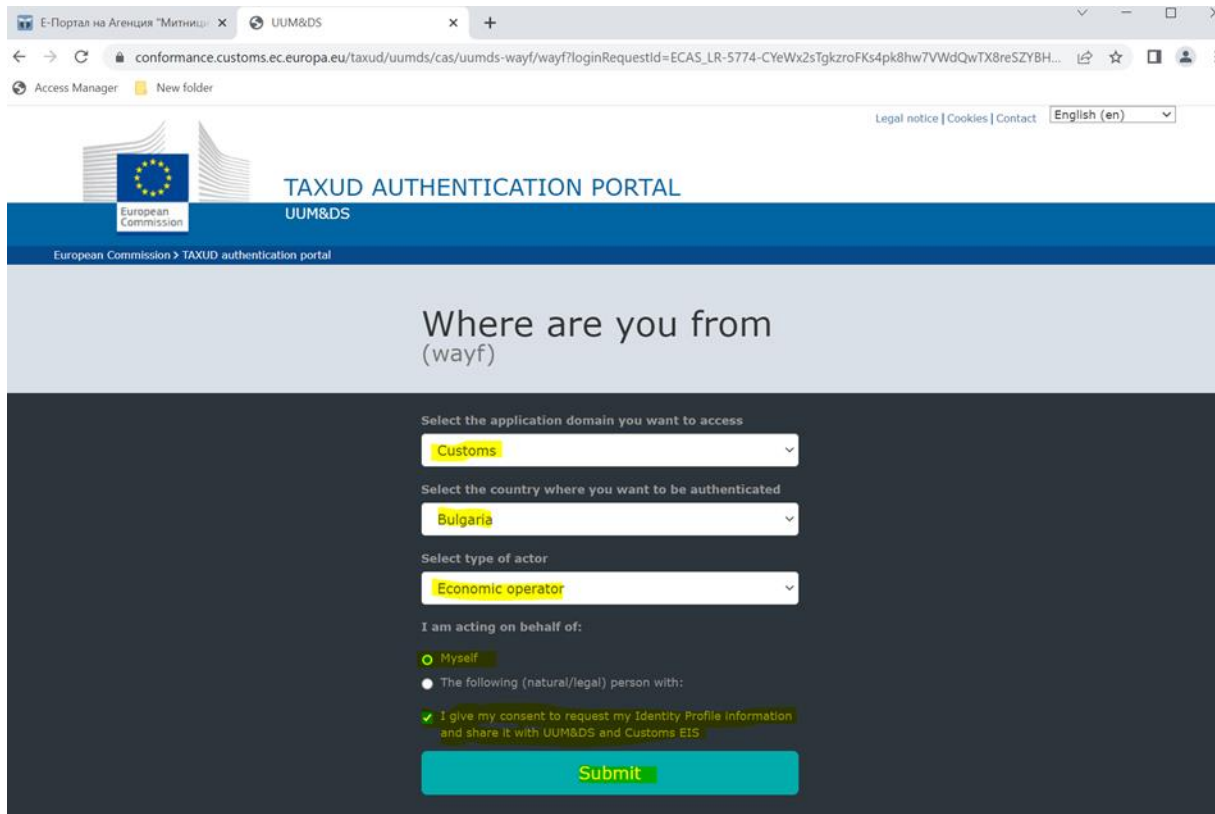 Е-Портал на Агенция "Митници
UUM&DS
conformance.customs.ec.europa.eu/taxud/uumds/cas/uumds-wayf/wayf?loginRequestId=ECAS_LR-5774-CYeWx2sTgkzroFKs4pk8hw7VWdQwTX8reSZYBH...
Access Manager New folder
Legal notice | Cookies | Contact English (en)
TAXUD AUTHENTICATION PORTAL
European
Commission
UUM&DS
European Commission > TAXUD authentication portal
Where are you from
(wayf)
Select the application domain you want to access
Customs
Select the country where you want to be authenticated
Bulgaria
Select type of actor
Economic operator
I am acting on behalf of:
Myself
The following (natural/legal) person with:
I give my consent to request my Identity Profile information
and share it with UUM&DS and Customs EIS
Submit